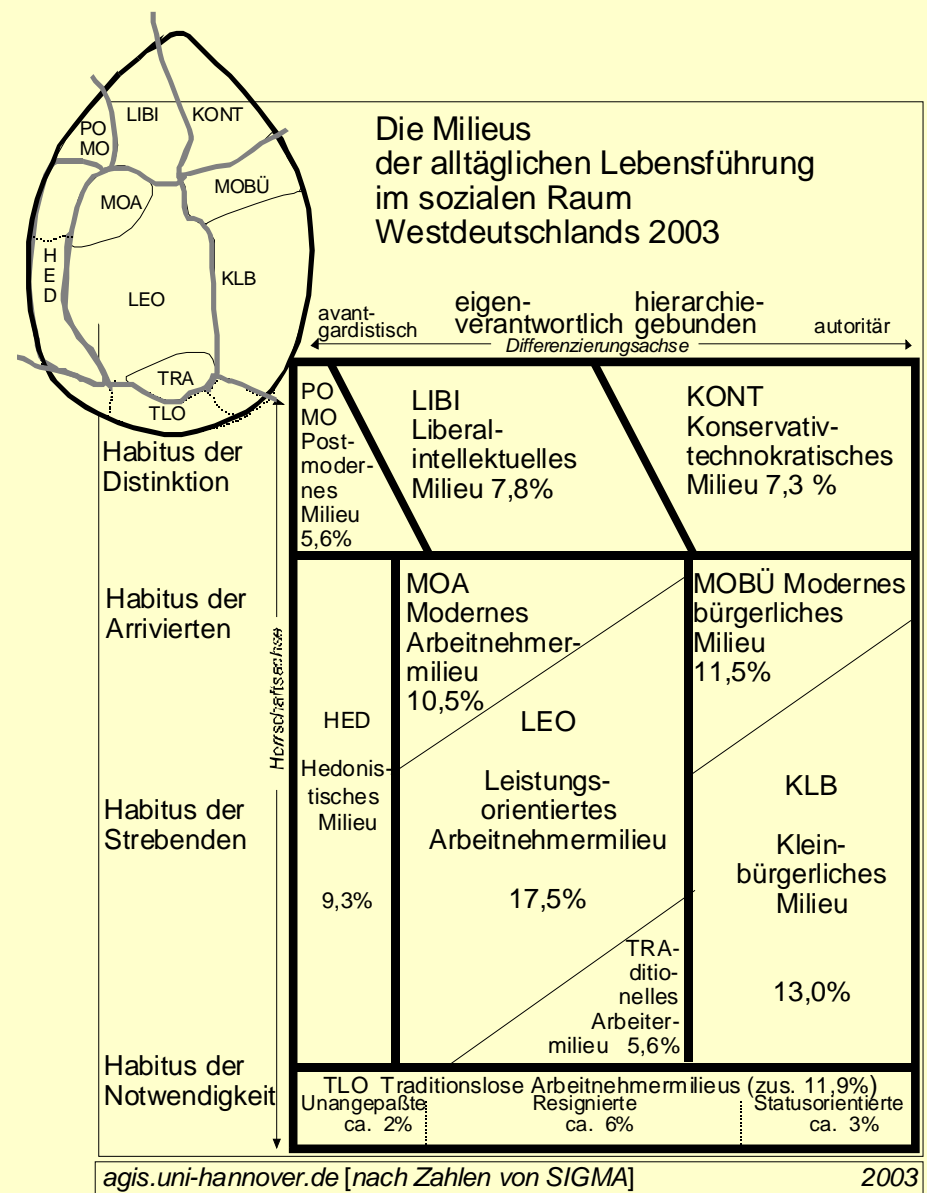 LIBI
KONT
PO
MO
MOA
MOBÜ
H
E
D
LEO
KLB
TRA
TLO
Die Milieus
der alltäglichen Lebensführung
im sozialen Raum
Westdeutschlands 2003
avant-
gardistisch
eigen-
verantwortlich
hierarchie-
gebunden
autoritär
Differenzierungsachse
Herrschaftsachse
Habitus der
Distinktion
PO
MO
Post-
moder-
nes
Milieu
5,6%
LIBI
Liberal-
intellektuelles
Milieu 7,8%
KONT
Konservativ-
technokratisches
Milieu 7,3 %
Habitus der
Arrivierten
MOA
Modernes
Arbeitnehmer-
milieu
10,5%
MOBÜ Modernes
bürgerliches
Milieu
11,5%
Habitus der
Strebenden
HED
Hedonis-
tisches
Milieu
9,3%
LEO
Leistungs-
orientiertes
Arbeitnehmermilieu
17,5%
KLB
Klein-
bürgerliches
Milieu
13,0%
TRA-
ditio-
nelles
Arbeiter-
milieu 5,6%
Habitus der
Notwendigkeit
TLO Traditionslose Arbeitnehmermilieus (zus. 11,9%)
Unangepaßte
ca. 2%
Resignierte
ca. 6%
Statusorientierte
ca. 3%
agis.uni-hannover.de [nach Zahlen von SIGMA] 2003